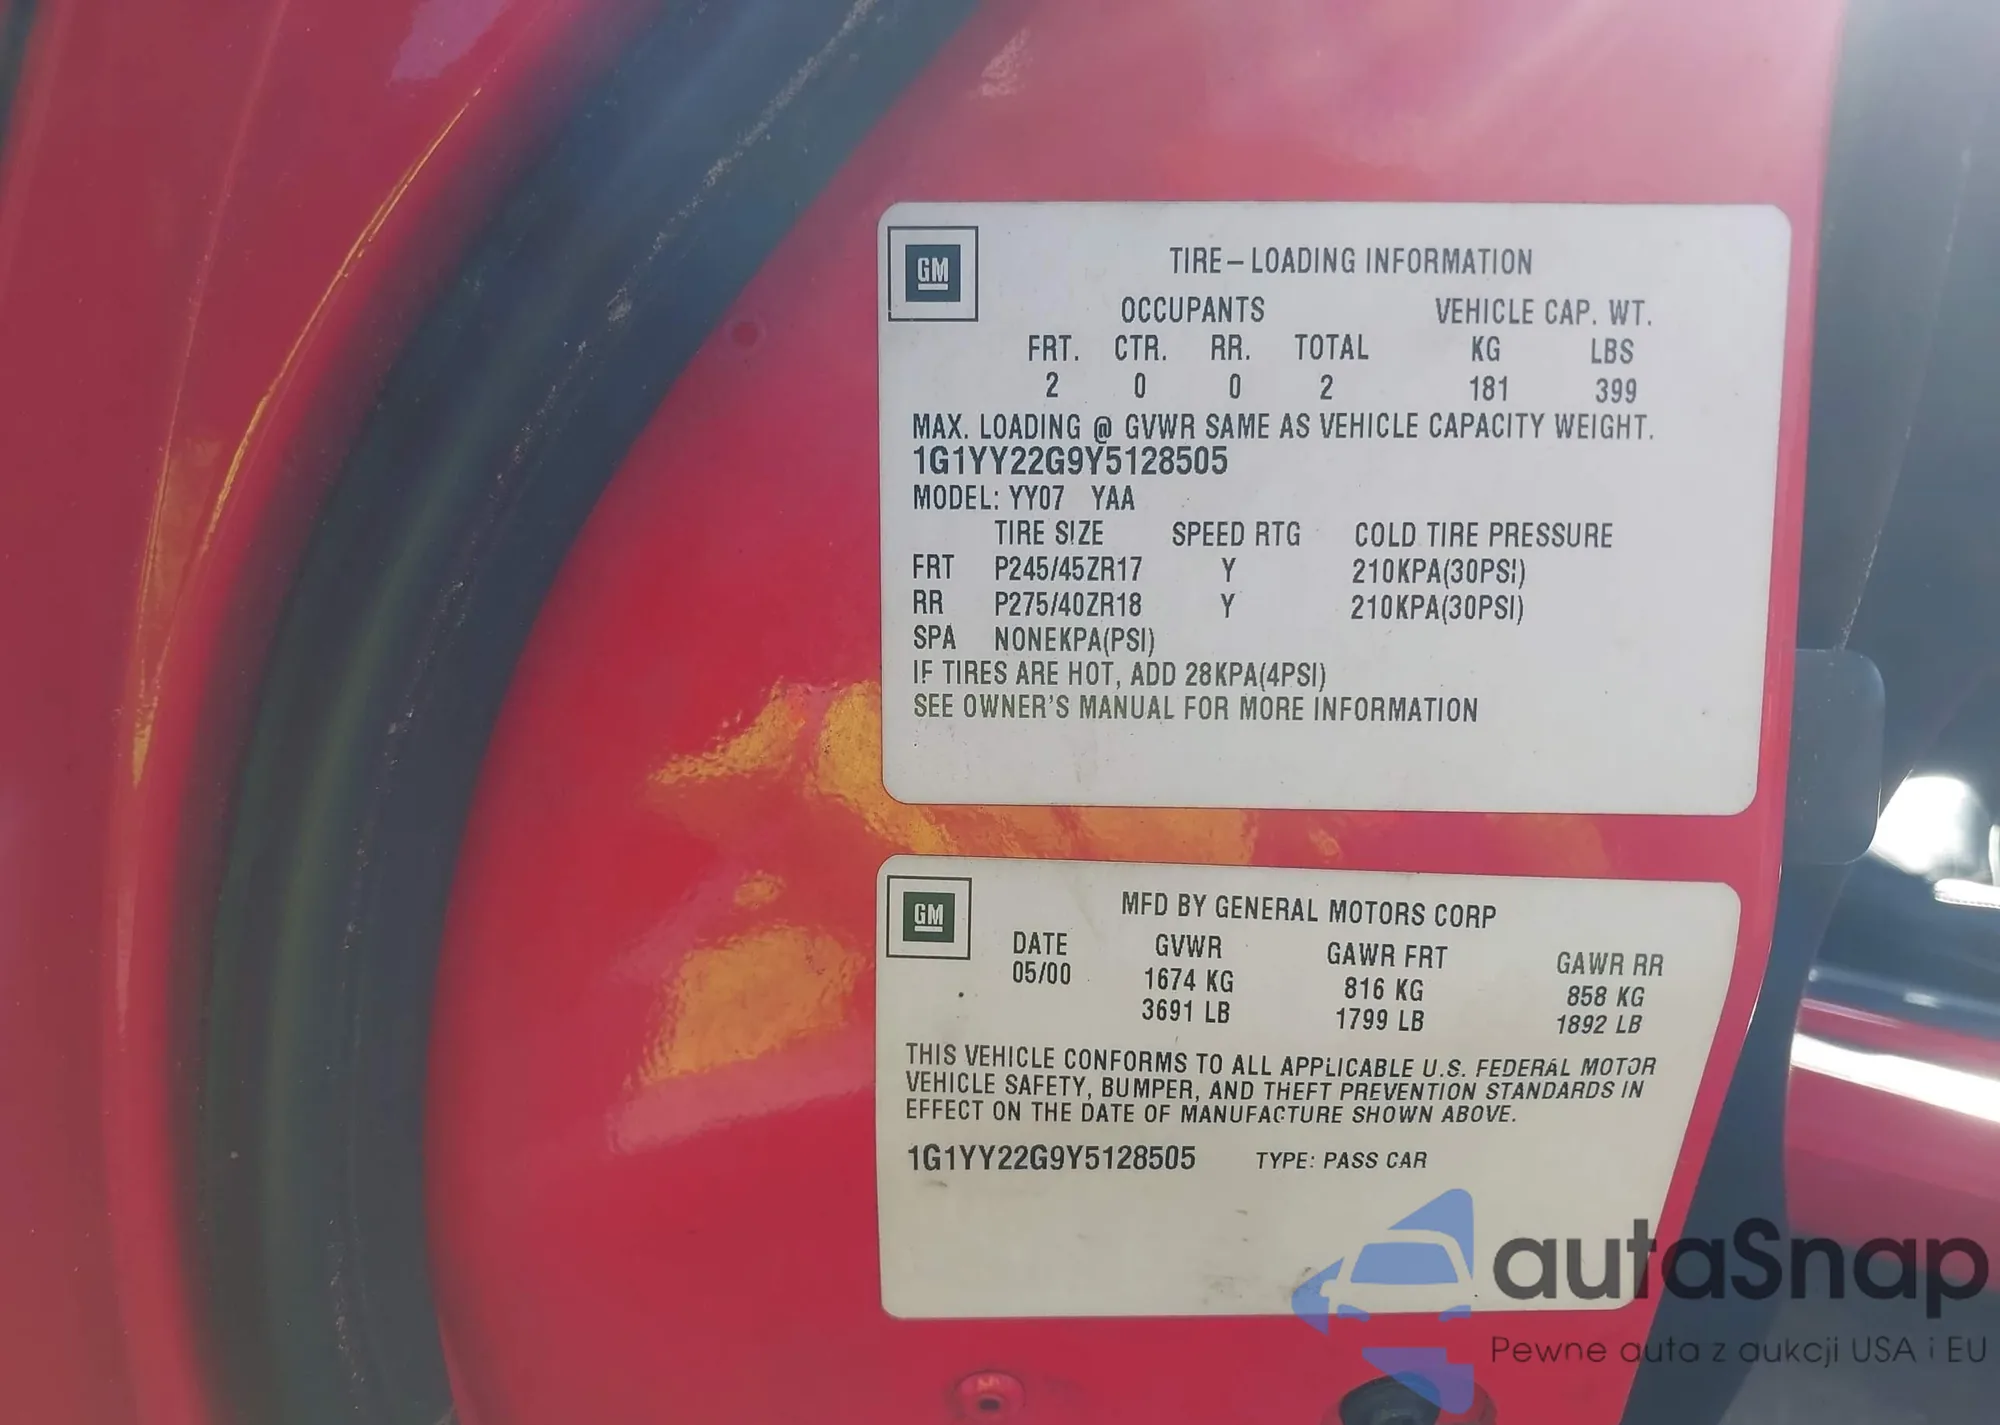 GM
TIRE-LOADING INFORMATION
OCCUPANTS VEHICLE CAP. WT.
FRT. CTR. RR. TOTAL KG LBS
2 0 0 2 181 399
MAX. LOADING @ GVWR SAME AS VEHICLE CAPACITY WEIGHT.
1G1YY22G9Y5128505
MODEL: YY07 YAA
TIRE SIZE SPEED RTG COLD TIRE PRESSURE
FRT P245/45ZR17 Y 210KPA(30PSI)
RR P275/40ZR18 Y 210KPA(30PSI)
SPA NONEKPA(PSI)
IF TIRES ARE HOT, ADD 28KPA(4PSI)
SEE OWNER'S MANUAL FOR MORE INFORMATION
GM
MFD BY GENERAL MOTORS CORP
DATE GVWR GAWR FRT GAWR RR
05/00 1674 KG 816 KG 858 KG
3691 LB 1799 LB 1892 LB
THIS VEHICLE CONFORMS TO ALL APPLICABLE U.S. FEDERAL MOTOR
VEHICLE SAFETY, BUMPER, AND THEFT PREVENTION STANDARDS IN
EFFECT ON THE DATE OF MANUFACTURE SHOWN ABOVE.
1G1YY22G9Y5128505 TYPE: PASS CAR
autaSnap
Pewne auta z aukcji USA i EU